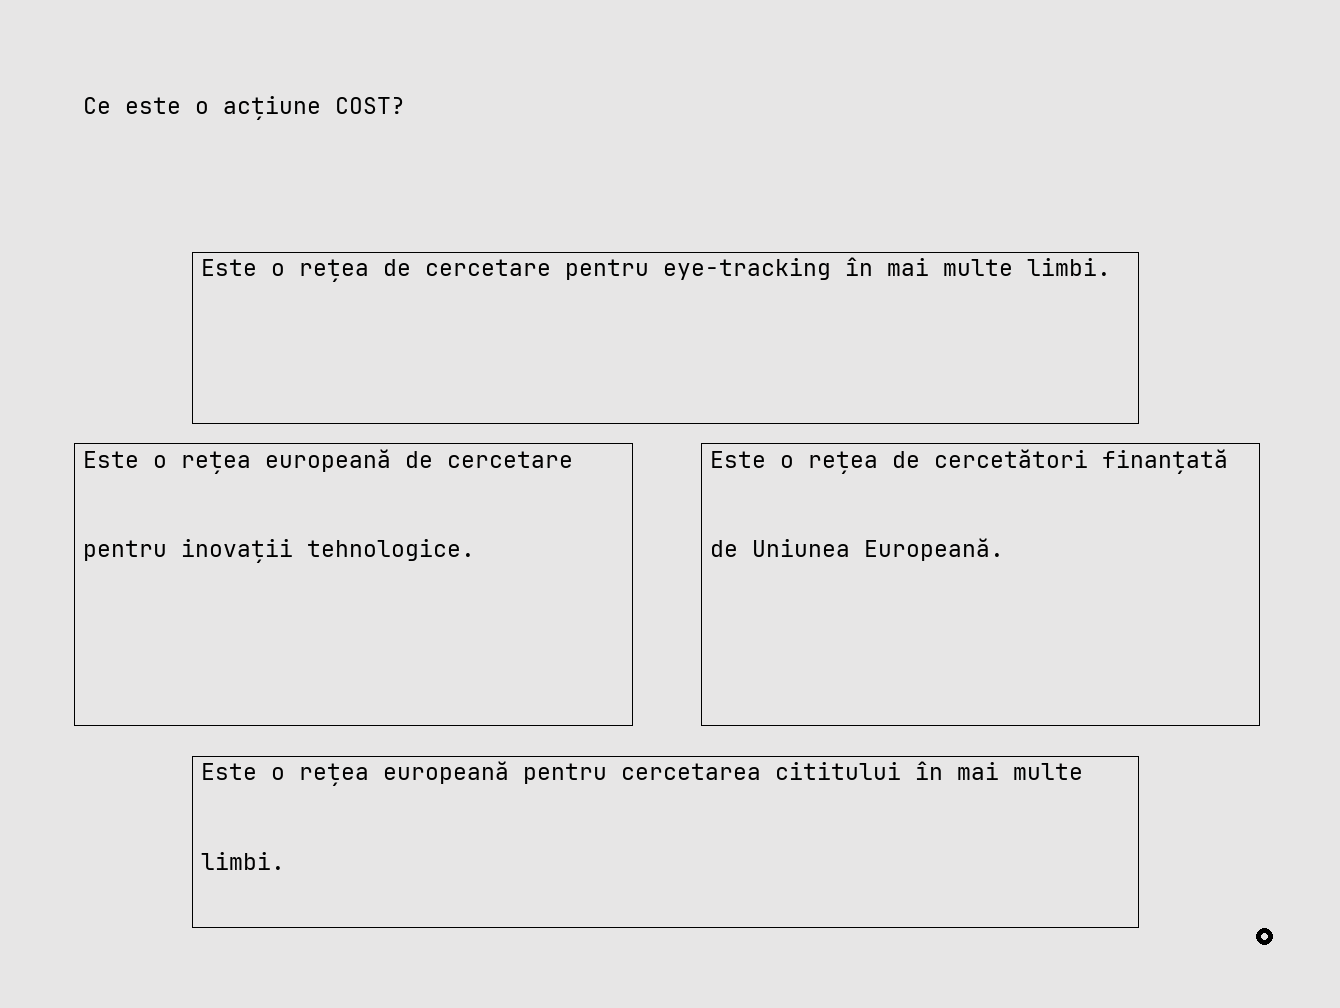 Ce este o acțiune COST?
Este o rețea de cercetare pentru eye-tracking în mai multe limbi.
Este o rețea europeană de cercetare
pentru inovații tehnologice.
Este o rețea de cercetători finanțată
de Uniunea Europeană.
Este o rețea europeană pentru cercetarea cititului în mai multe
limbi.